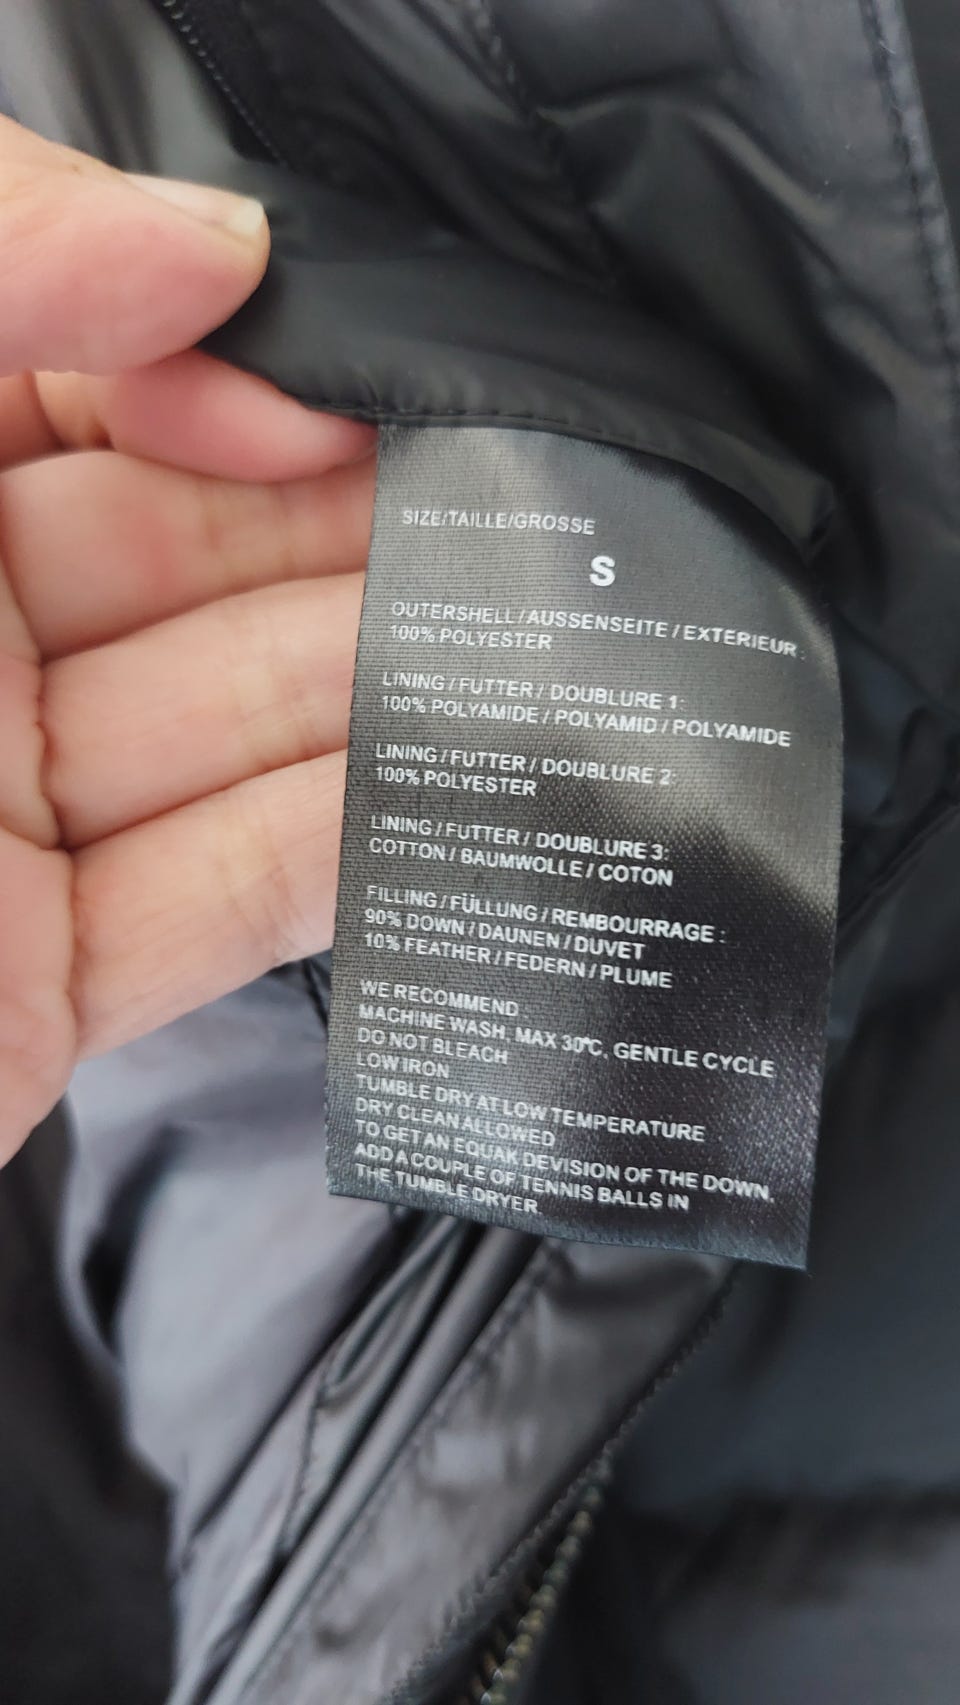 SIZE/TAILLE/GROSSE
S
OUTERSHELL / AUSSENSEITE / EXTERIEUR :
100% POLYESTER
LINING / FUTTER / DOUBLURE 1:
100% POLYAMIDE / POLYAMID / POLYAMIDE
LINING / FUTTER / DOUBLURE 2:
100% POLYESTER
LINING / FUTTER / DOUBLURE 3:
COTTON / BAUMWOLLE / COTON
FILLING / FÜLLUNG / REMBOURRAGE :
90% DOWN / DAUNEN / DUVET
10% FEATHER / FEDERN / PLUME
WE RECOMMEND
MACHINE WASH, MAX 30°C, GENTLE CYCLE
DO NOT BLEACH
LOW IRON
TUMBLE DRY AT LOW TEMPERATURE
DRY CLEAN ALLOWED
TO GET AN EQUAK DEVISION OF THE DOWN,
ADD A COUPLE OF TENNIS BALLS IN
THE TUMBLE DRYER.